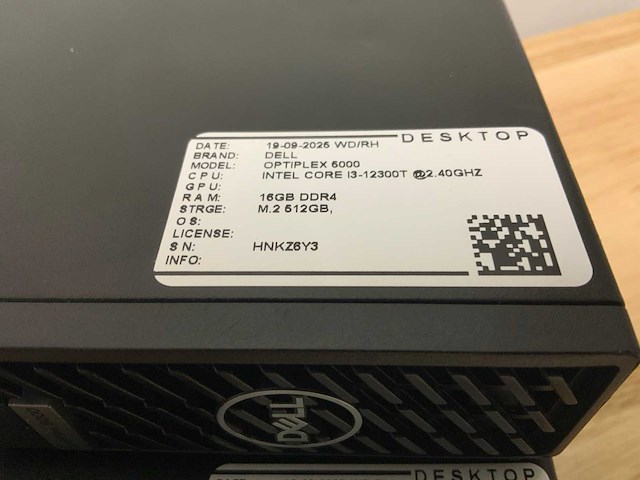 DESKTOP
DATE: 19-09-2025 WD/RH
BRAND: DELL
MODEL: OPTIPLEX 5000
CPU: INTEL CORE I3-12300T @2.40GHZ
GPU:
RAM: 16GB DDR4
STRGE: M.2 512GB,
OS:
LICENSE:
SN: HNKZ6Y3
INFO:
DELL
DESKTOP